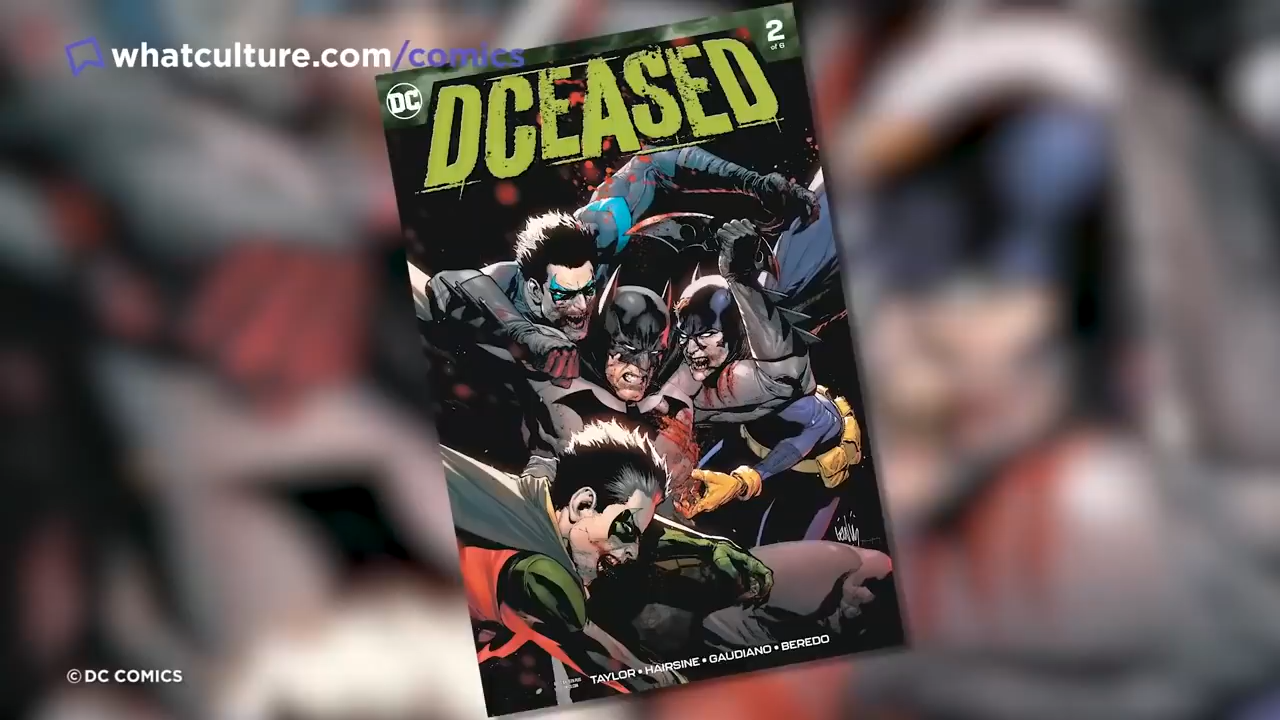 whatculture.com/comics
2
of 6
DC
DCEASED
TAYLOR • HAIRSINE • GAUDIANO • BEREDO
© DC COMICS